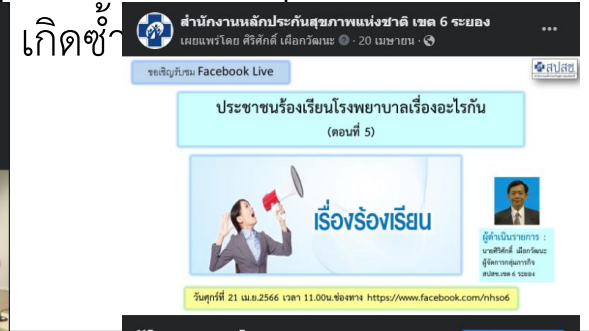 เกิดซ้ำ
สำนักงานหลักประกันสุขภาพแห่งชาติ เขต 6 ระยอง
เผยแพร่โดย ศิริศักดิ์ เผือกวัฒนะ · 20 เมษายน ·
ขอเชิญรับชม Facebook Live
สปสช
ประชาชนร้องเรียนโรงพยาบาลเรื่องอะไรกัน
(ตอนที่ 5)
เรื่องร้องเรียน
ผู้ดำเนินรายการ :
นายศิริศักดิ์ เผือกวัฒนะ
ผู้จัดการกลุ่มภารกิจ
สปสช.เขต 6 ระยอง
วันศุกร์ที่ 21 เม.ย.2566 เวลา 11.00น.ช่องทาง https://www.facebook.com/nhso6